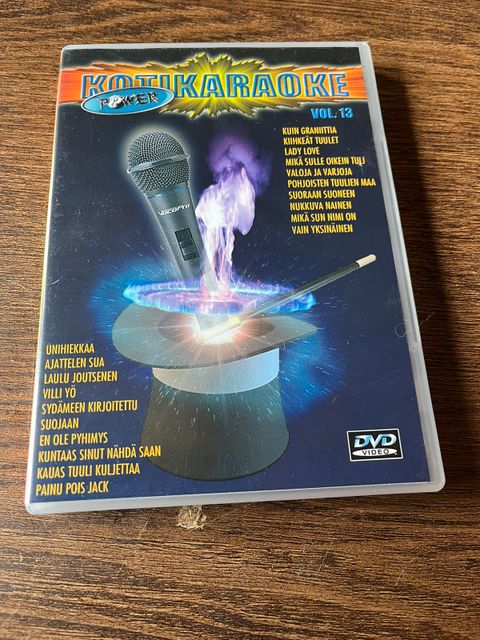 KOTIKARAOKE
POWER
VOL. 13
KUIN GRANIITTIA
KIIHKEÄT TUULET
LADY LOVE
MIKÄ SULLE OIKEIN TULI
VALOJA JA VARJOJA
POHJOISTEN TUULIEN MAA
SUORAAN SUONEEN
NUKKUVA NAINEN
MIKÄ SUN NIMI ON
VAIN YKSINÄINEN
VocoPro
UNIHIEKKAA
AJATTELEN SUA
LAULU JOUTSENEN
VILLI YÖ
SYDÄMEEN KIRJOITETTU
SUOJAAN
EN OLE PYHIMYS
KUNTAAS SINUT NÄHDÄ SAAN
KAUAS TUULI KULJETTAA
PAINU POIS JACK
DVD
VIDEO